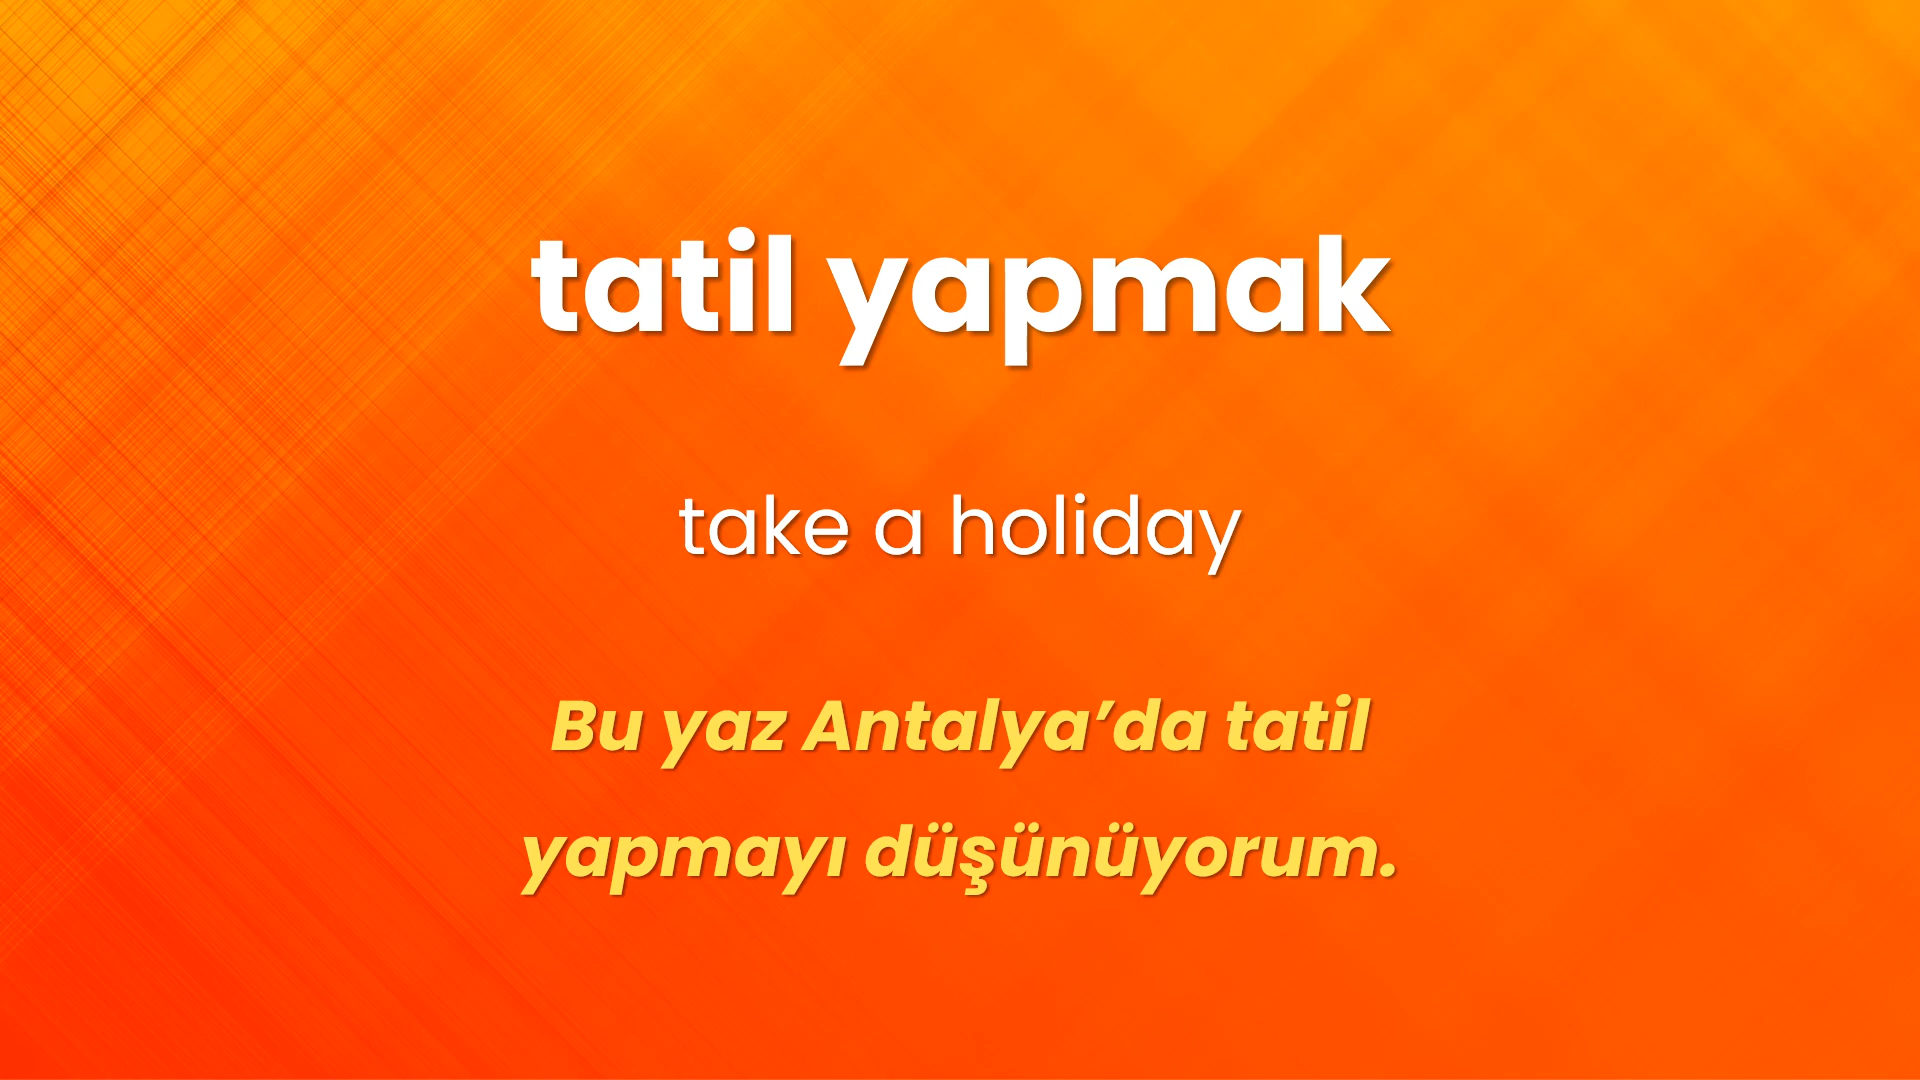 tatil yapmak
take a holiday
Bu yaz Antalya’da tatil
yapmayı düşünüyorum.